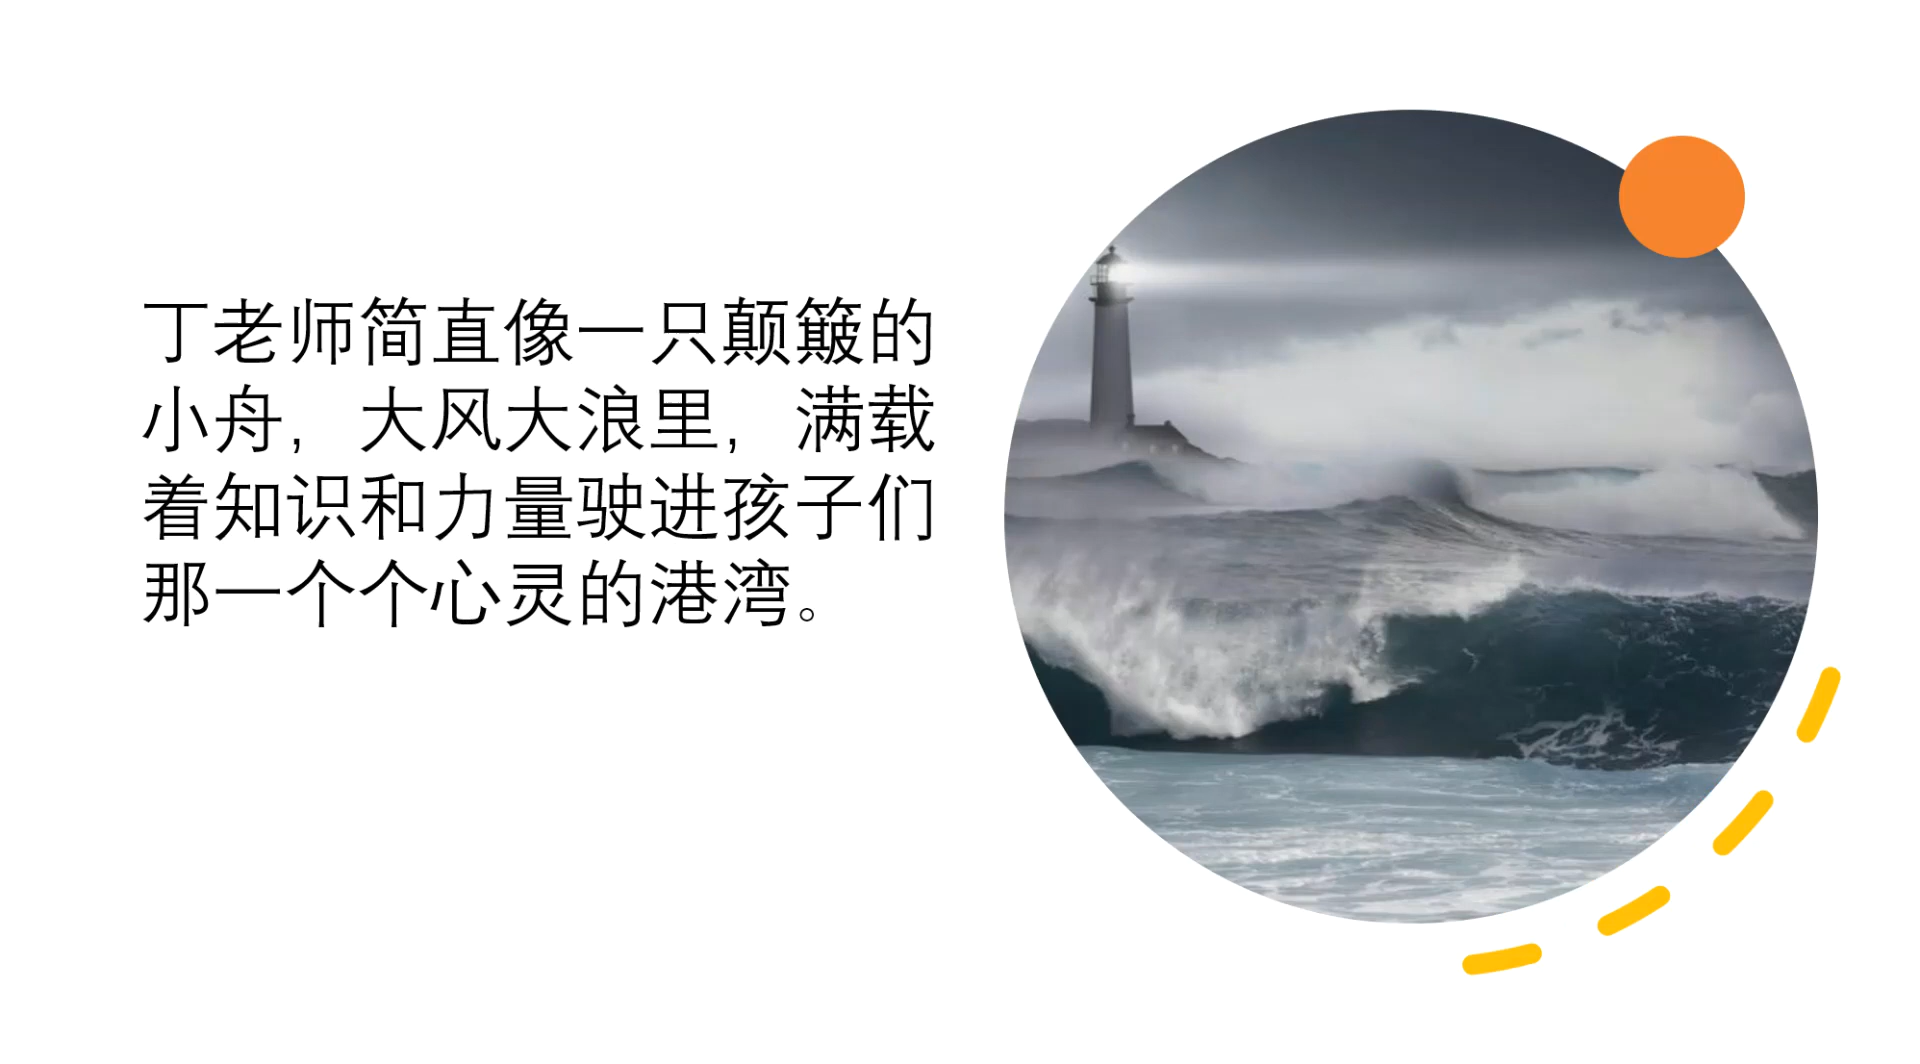 丁老师简直像一只颠簸的
小舟，大风大浪里，满载
着知识和力量驶进孩子们
那一个个心灵的港湾。